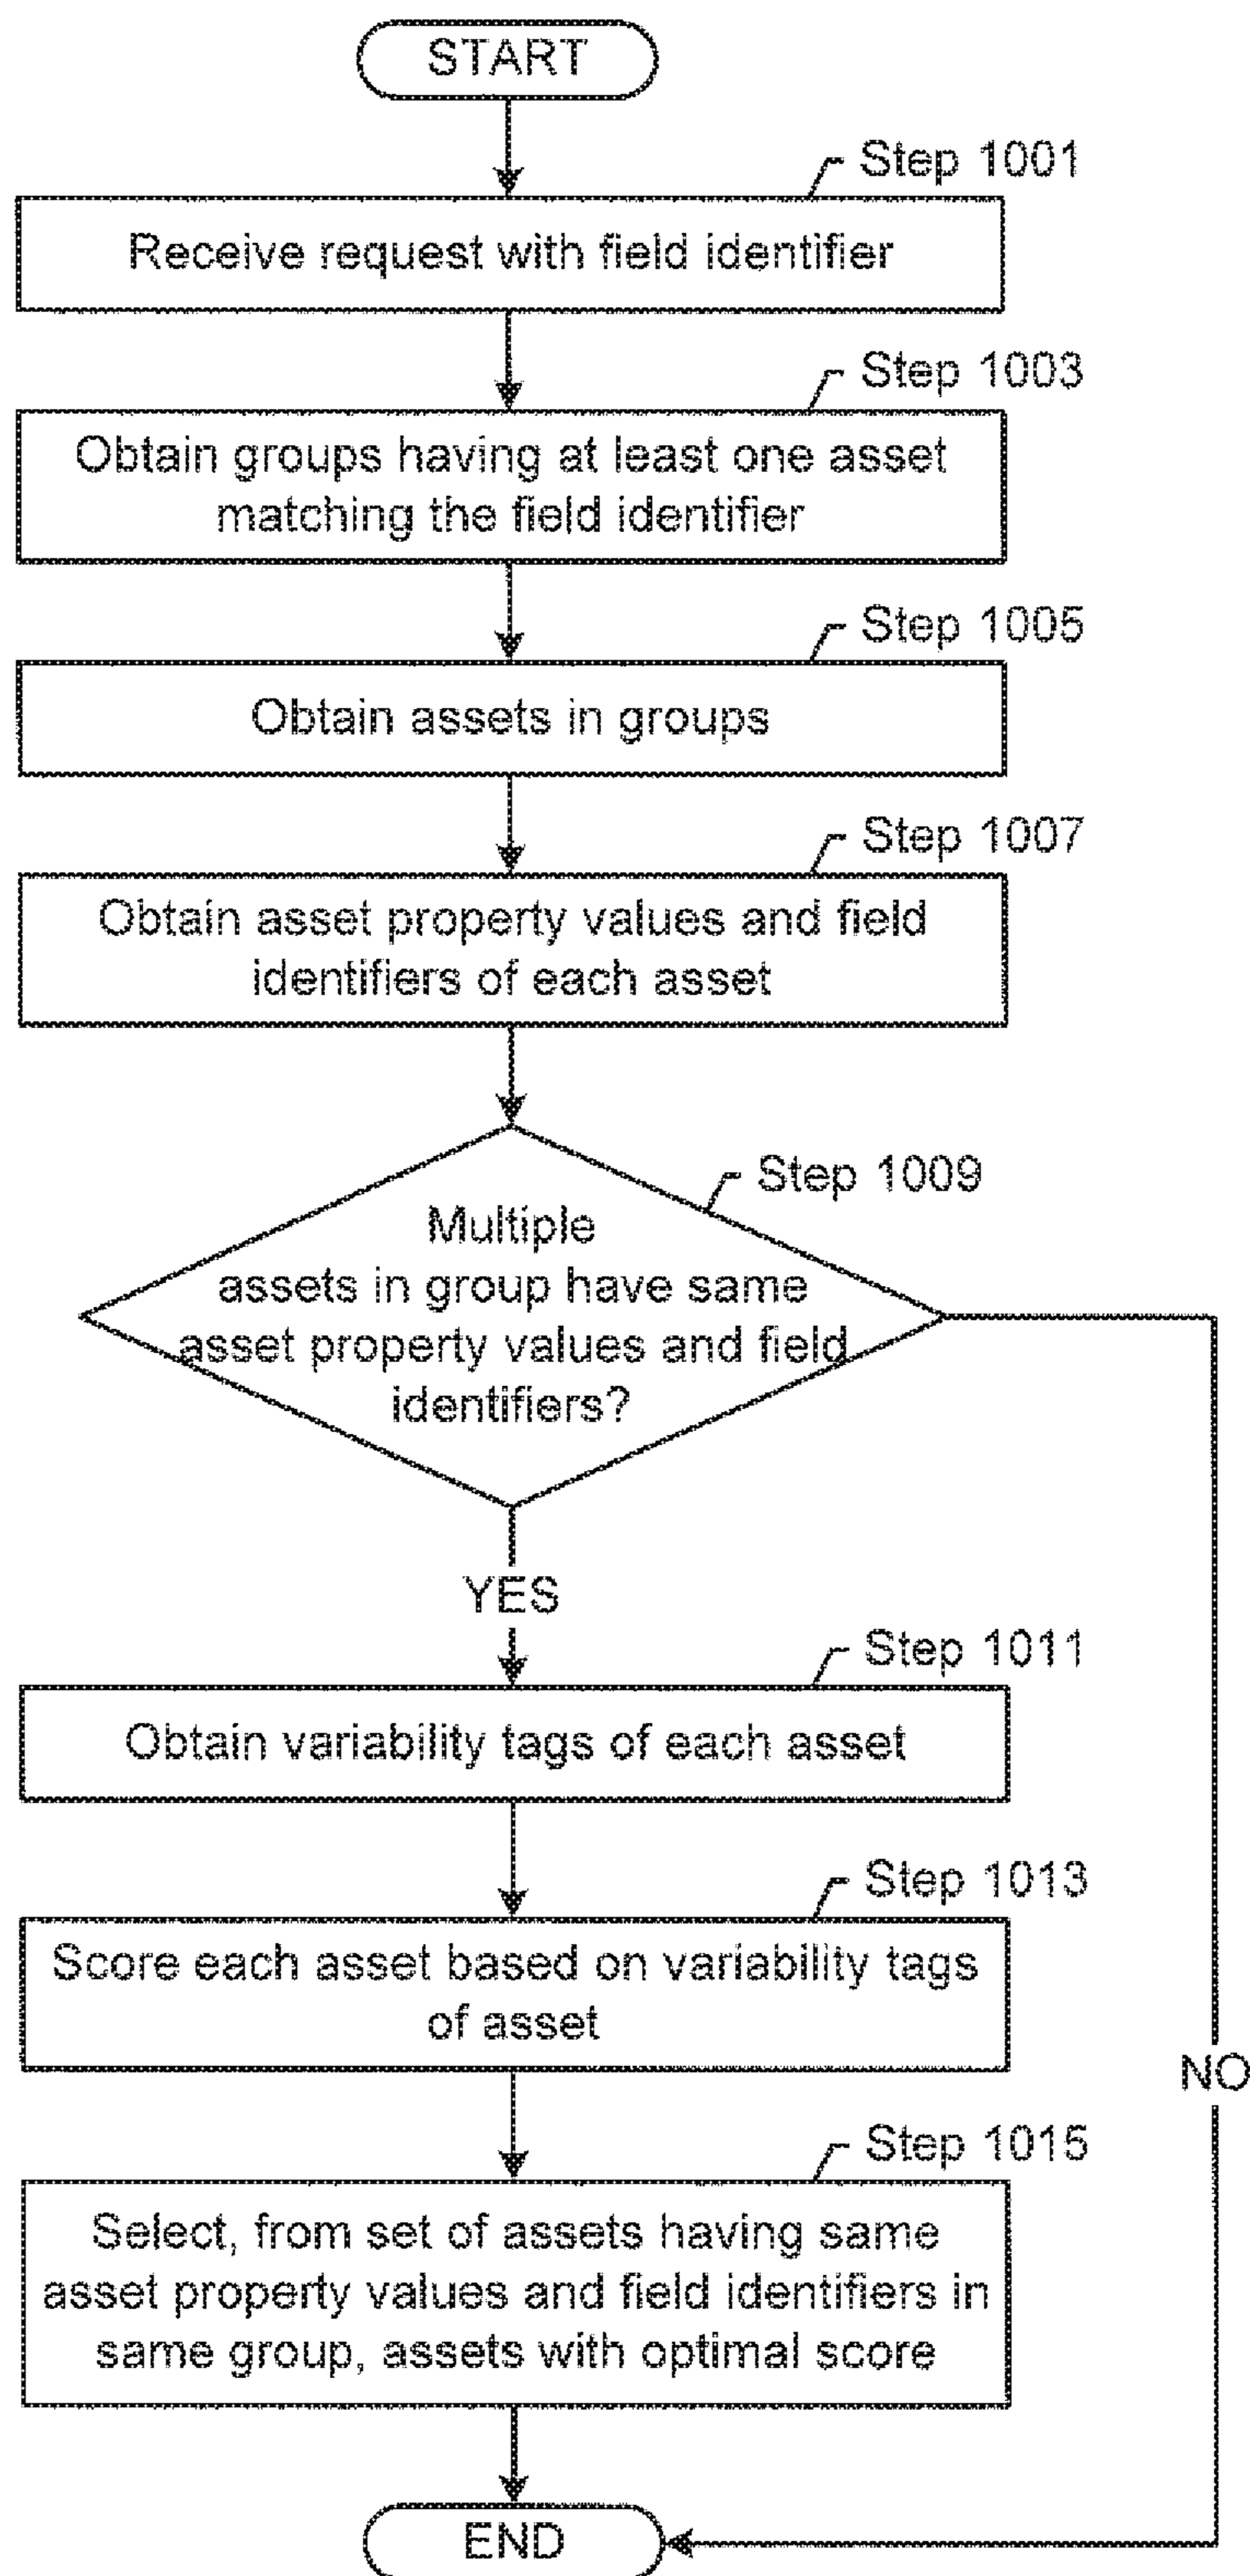 START
Step 1001
Receive request with field identifier
Step 1003
Obtain groups having at least one asset
matching the field identifier
Step 1005
Obtain assets in groups
Step 1007
Obtain asset property values and field
identifiers of each asset
Step 1009
Multiple
assets in group have same
asset property values and field
identifiers?
YES
Step 1011
Obtain variability tags of each asset
Step 1013
Score each asset based on variability tags
of asset
NO
Step 1015
Select, from set of assets having same
asset property values and field identifiers in
same group, assets with optimal score
END